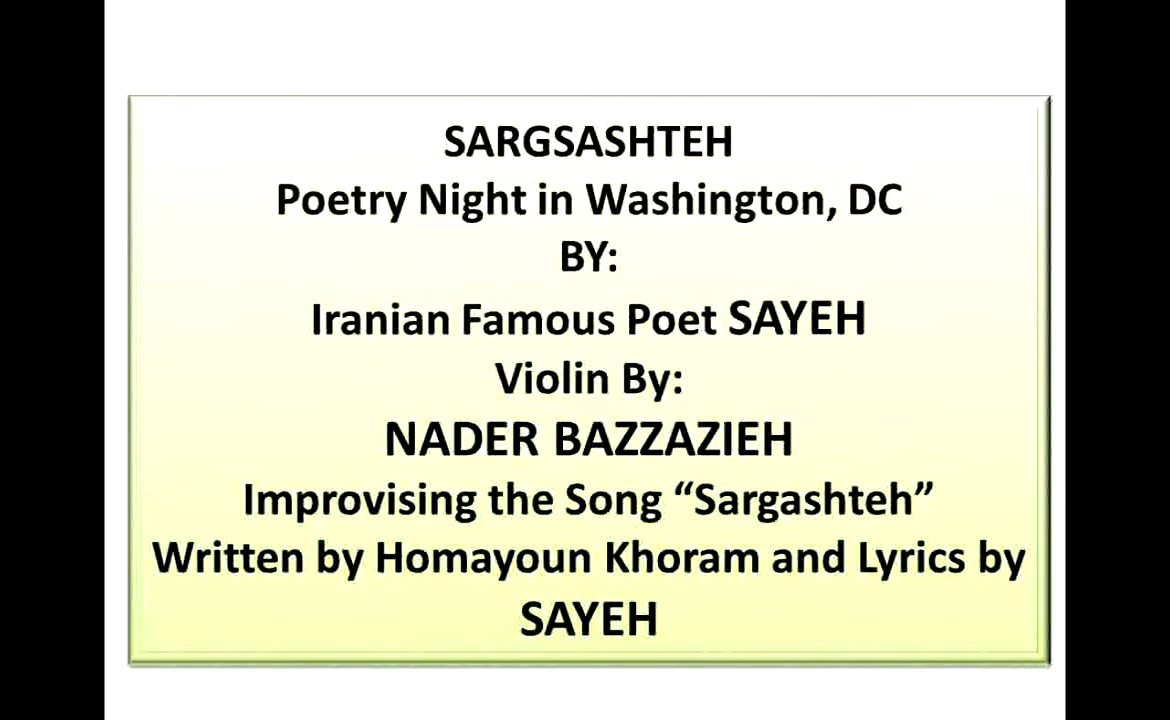 SARGSASHTEH
Poetry Night in Washington, DC
BY:
Iranian Famous Poet SAYEH
Violin By:
NADER BAZZAZIEH
Improvising the Song “Sargashteh”
Written by Homayoun Khoram and Lyrics by
SAYEH